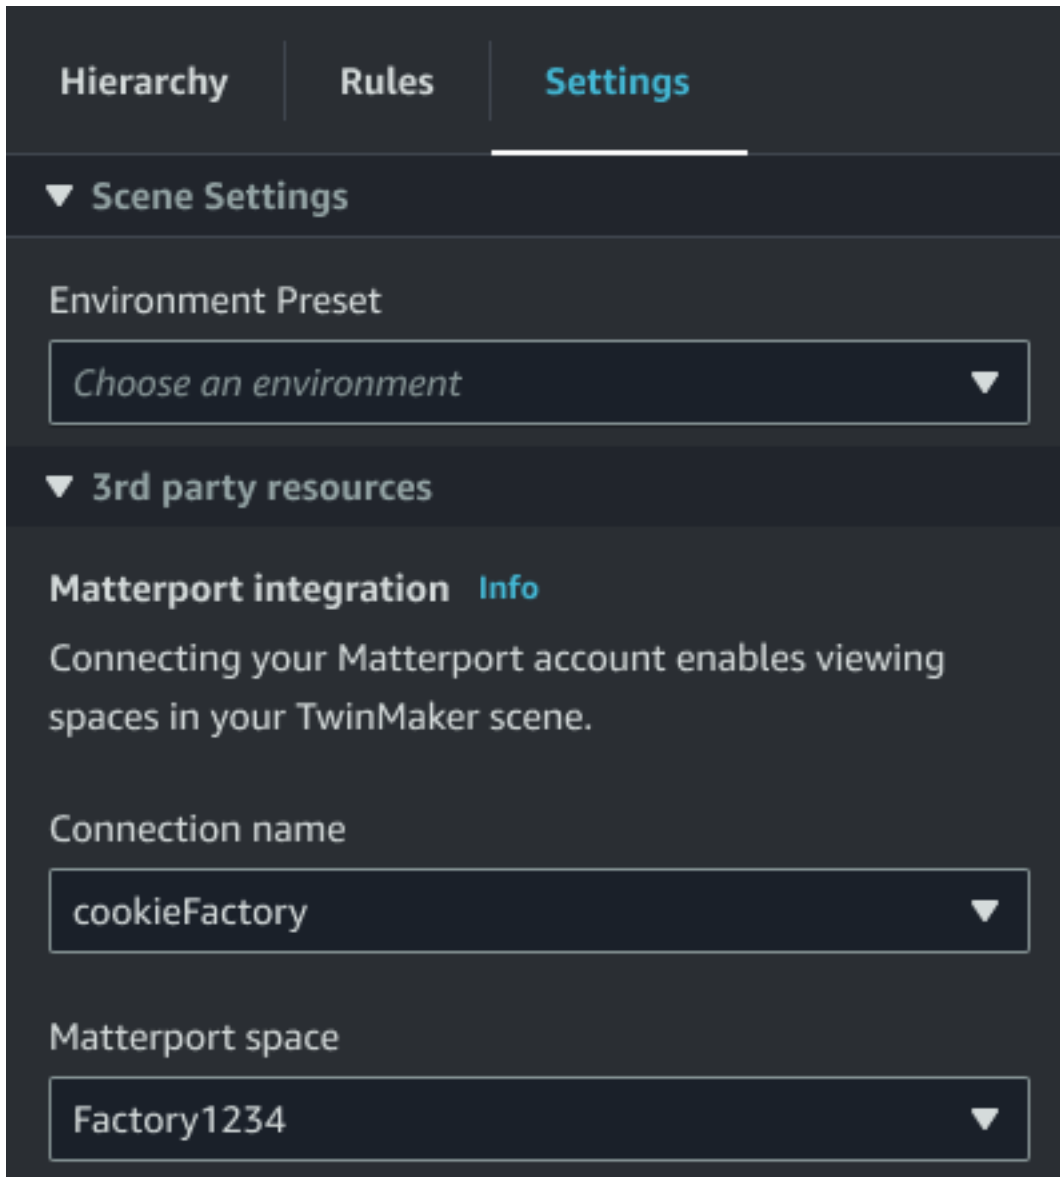 Hierarchy Rules Settings
Scene Settings
Environment Preset
Choose an environment
3rd party resources
Matterport integration Info
Connecting your Matterport account enables viewing
spaces in your TwinMaker scene.
Connection name
cookieFactory
Matterport space
Factory1234